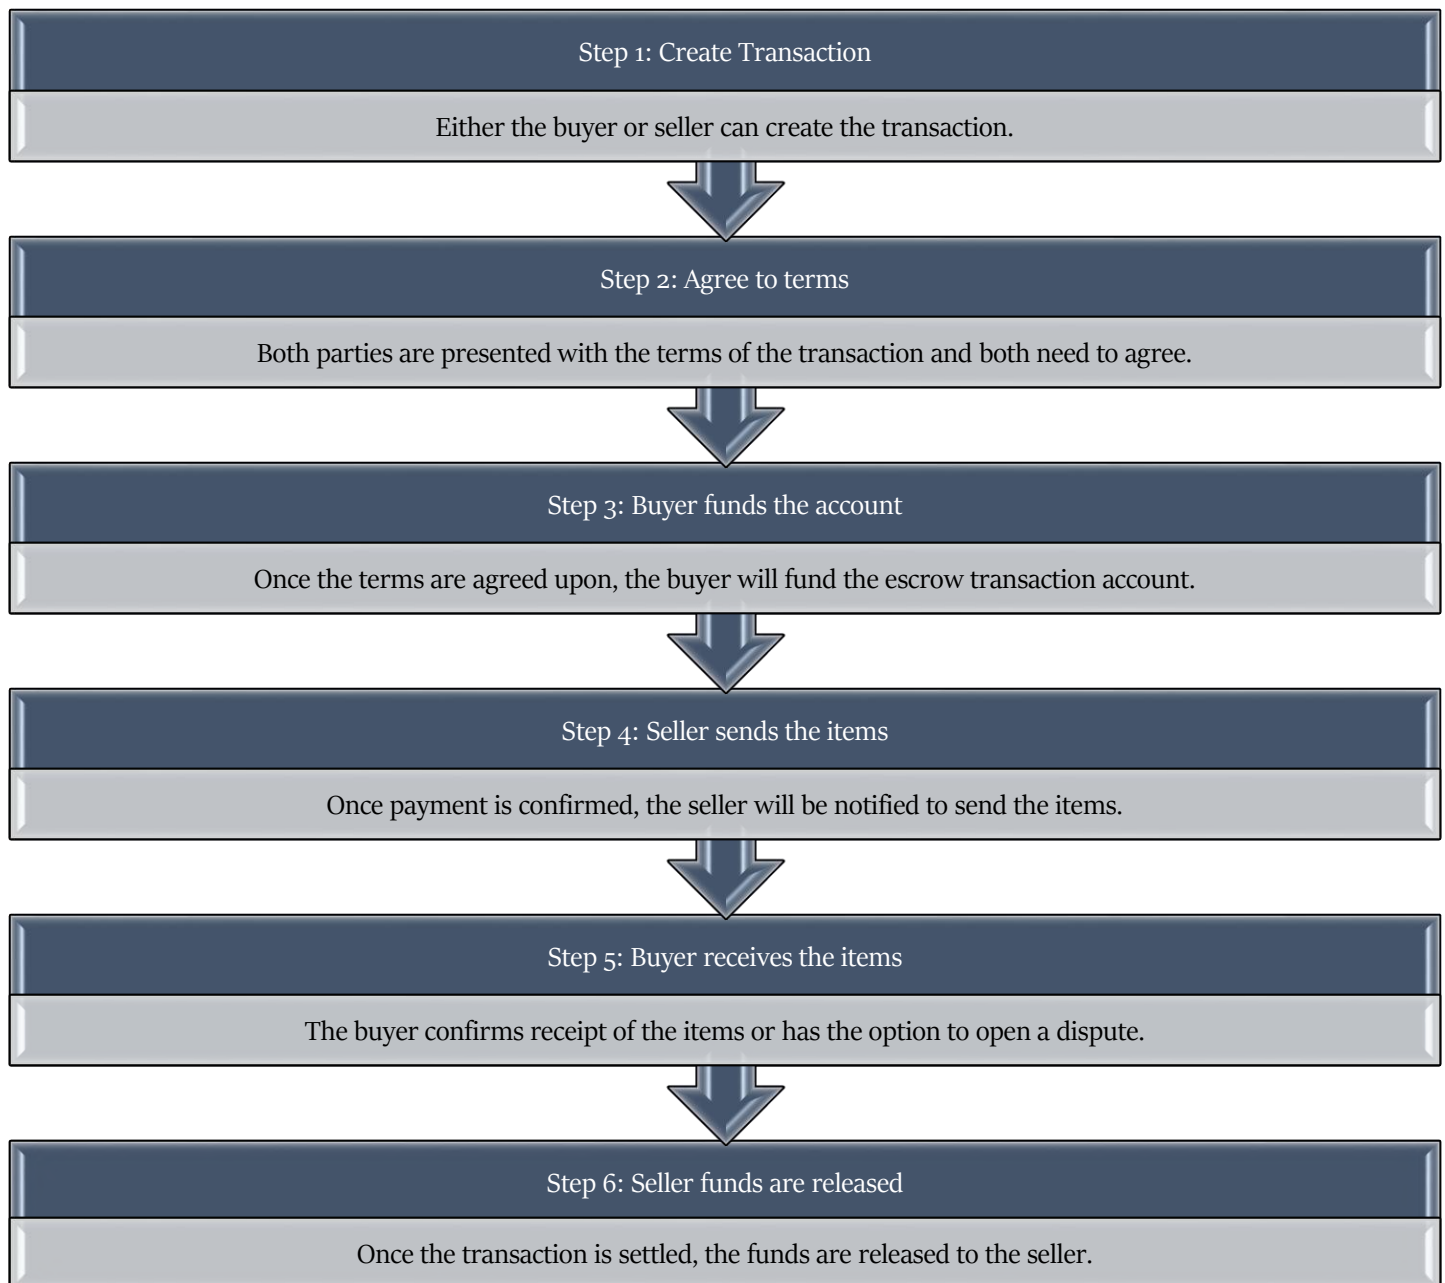 Step 1: Create Transaction
Either the buyer or seller can create the transaction.
Step 2: Agree to terms
Both parties are presented with the terms of the transaction and both need to agree.
Step 3: Buyer funds the account
Once the terms are agreed upon, the buyer will fund the escrow transaction account.
Step 4: Seller sends the items
Once payment is confirmed, the seller will be notified to send the items.
Step 5: Buyer receives the items
The buyer confirms receipt of the items or has the option to open a dispute.
Step 6: Seller funds are released
Once the transaction is settled, the funds are released to the seller.